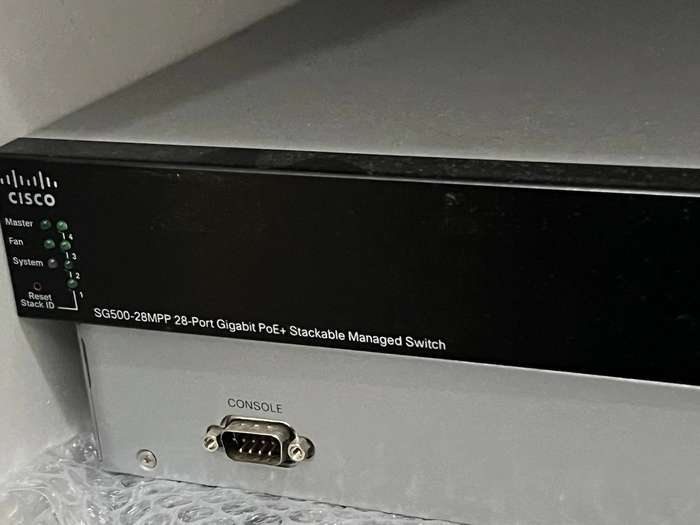 CISCO
Master
4
Fan
3
System
2
Reset
1
Stack ID
SG500-28MPP 28-Port Gigabit PoE+ Stackable Managed Switch
CONSOLE